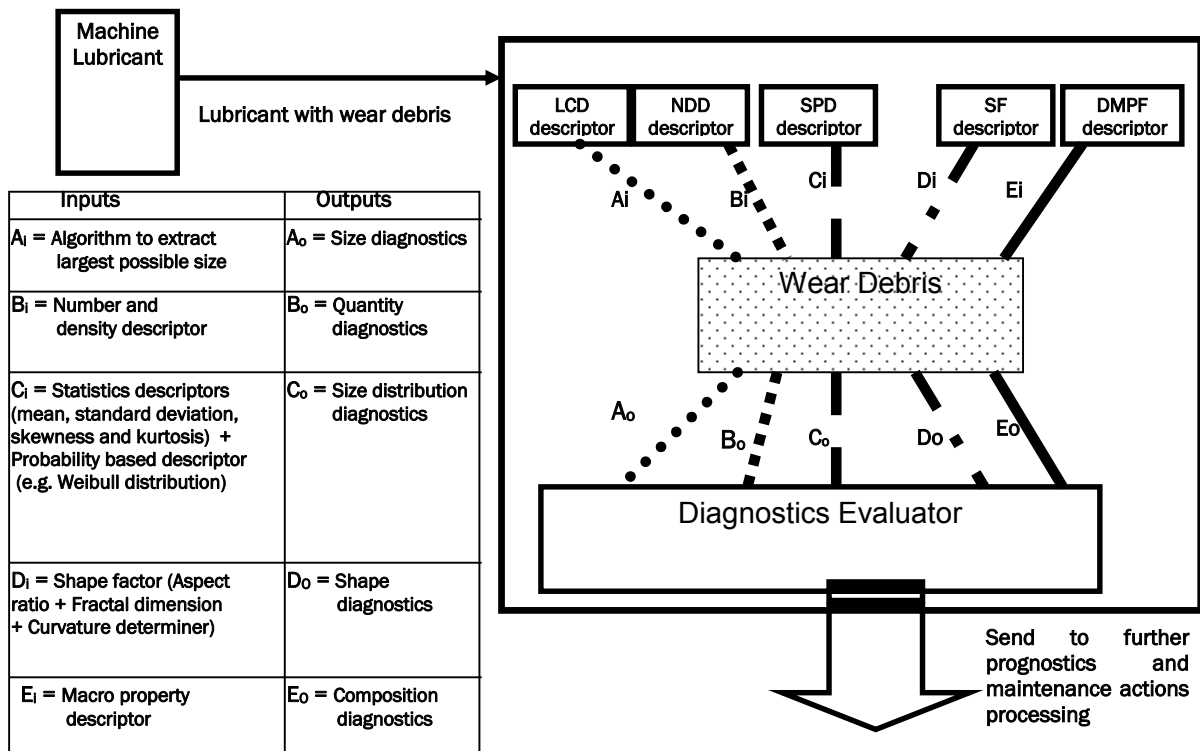 Machine
Lubricant
Lubricant with wear debris
LCD
descriptor
NDD
descriptor
SPD
descriptor
SF
descriptor
DMPF
descriptor
Ai
Bi
Ci
Di
Ei
Wear Debris
Ao
Bo
Co
Do
Eo
Diagnostics Evaluator
Send to further
prognostics and
maintenance actions
processing
Inputs
Outputs
Ai = Algorithm to extract
largest possible size
Ao = Size diagnostics
Bi = Number and
density descriptor
Bo = Quantity
diagnostics
Ci = Statistics descriptors
(mean, standard deviation,
skewness and kurtosis) +
Probability based descriptor
(e.g. Weibull distribution)
Co = Size distribution
diagnostics
Di = Shape factor (Aspect
ratio + Fractal dimension
+ Curvature determiner)
Do = Shape
diagnostics
Ei = Macro property
descriptor
Eo = Composition
diagnostics